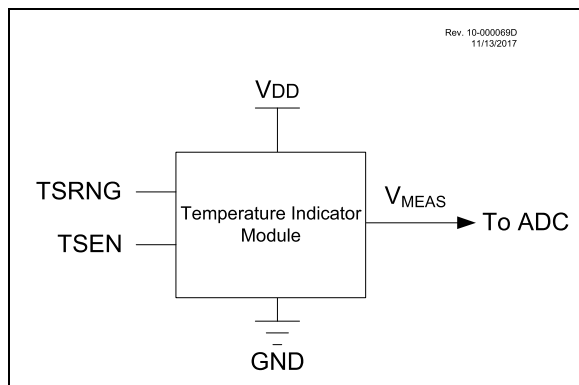 Rev. 10-000069D
11/13/2017
VDD
TSRNG
Temperature Indicator
Module
VMEAS
To ADC
TSEN
GND